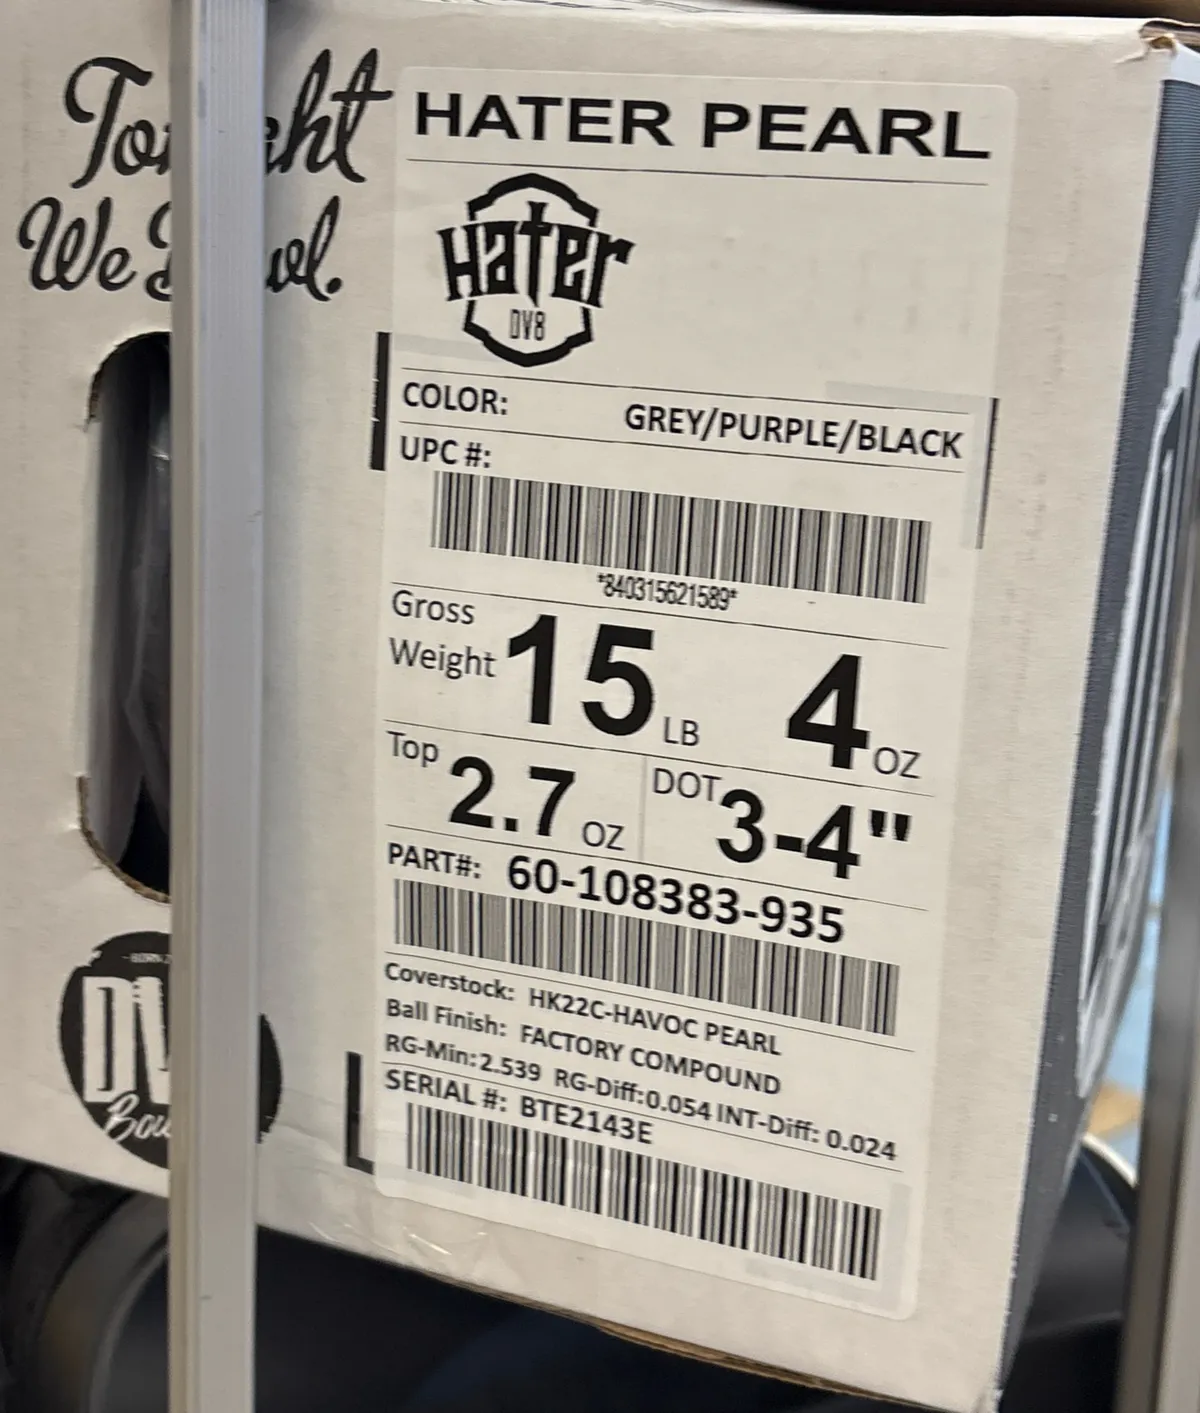 HATER PEARL
We
Hater
DV8
COLOR: GREY/PURPLE/BLACK
UPC #:
*840315621589*
Gross
Weight 15 LB 4 OZ
Top 2.7 OZ DOT 3-4"
PART#: 60-108383-935
Coverstock: HK22C-HAVOC PEARL
Ball Finish: FACTORY COMPOUND
RG-Min:2.539 RG-Diff:0.054 INT-Diff: 0.024
SERIAL #: BTE2143E